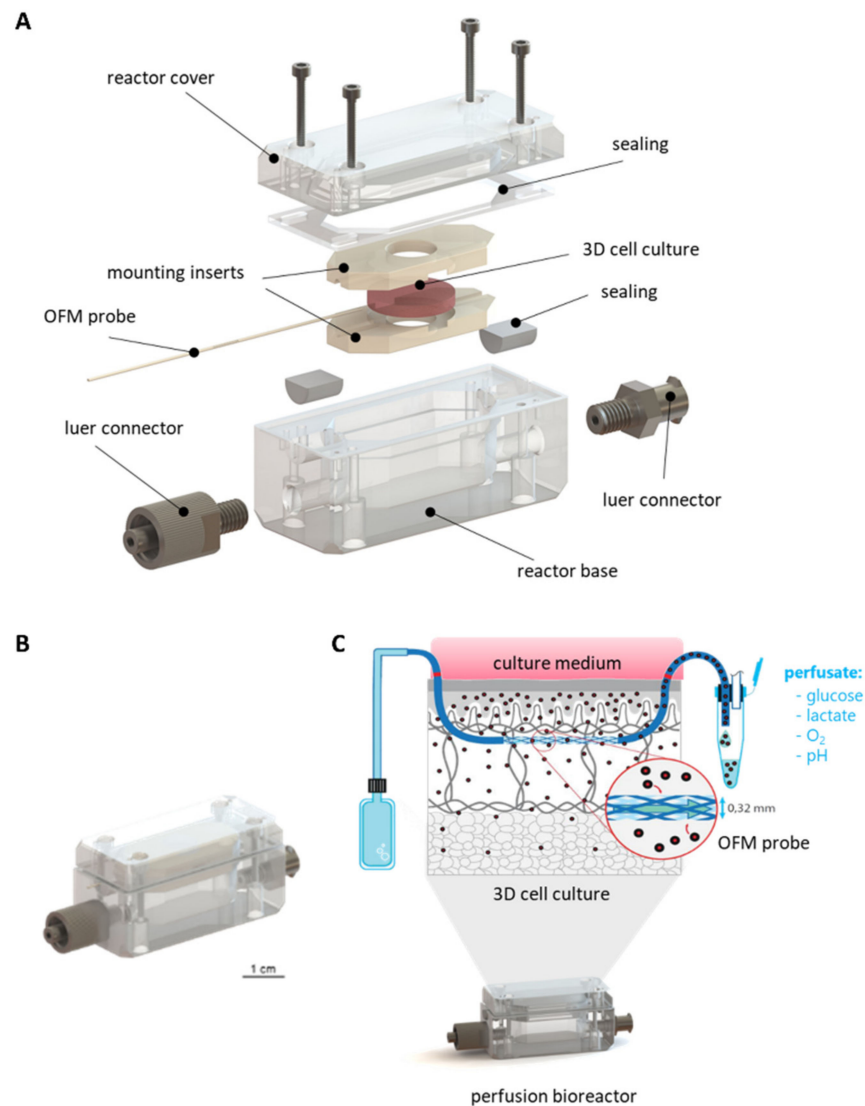 A
reactor cover
sealing
3D cell culture
mounting inserts
sealing
OFM probe
luer connector
luer connector
reactor base
B
C
culture medium
perfusate:
- glucose
- lactate
- O₂
- pH
0,32 mm
OFM probe
3D cell culture
1 cm
perfusion bioreactor